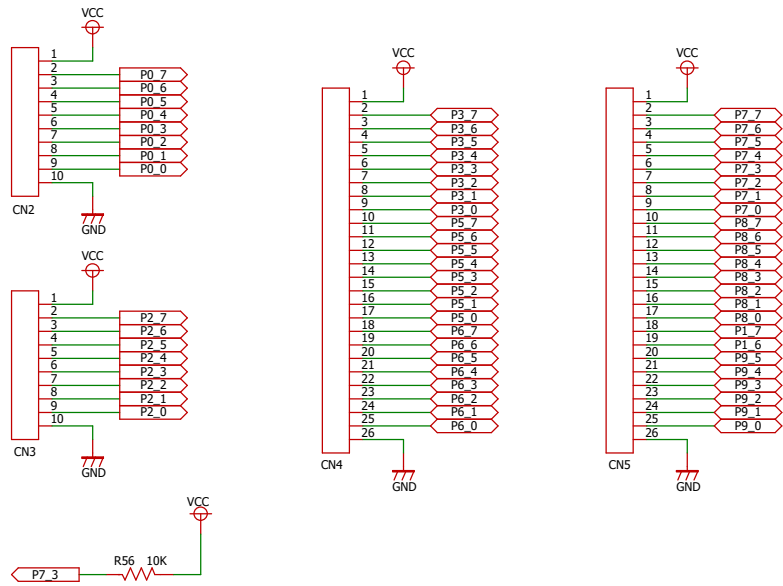 VCC
1
2 P0_7
3 P0_6
4 P0_5
5 P0_4
6 P0_3
7 P0_2
8 P0_1
9 P0_0
10
CN2
GND
VCC
1
2 P2_7
3 P2_6
4 P2_5
5 P2_4
6 P2_3
7 P2_2
8 P2_1
9 P2_0
10
CN3
GND
VCC
1
2 P3_7
3 P3_6
4 P3_5
5 P3_4
6 P3_3
7 P3_2
8 P3_1
9 P3_0
10 P5_7
11 P5_6
12 P5_5
13 P5_4
14 P5_3
15 P5_2
16 P5_1
17 P5_0
18 P6_7
19 P6_6
20 P6_5
21 P6_4
22 P6_3
23 P6_2
24 P6_1
25 P6_0
26
CN4
GND
VCC
1
2 P7_7
3 P7_6
4 P7_5
5 P7_4
6 P7_3
7 P7_2
8 P7_1
9 P7_0
10 P8_7
11 P8_6
12 P8_5
13 P8_4
14 P8_3
15 P8_2
16 P8_1
17 P8_0
18 P1_7
19 P1_6
20 P9_5
21 P9_4
22 P9_3
23 P9_2
24 P9_1
25 P9_0
26
CN5
GND
VCC
R56 10K
P7_3